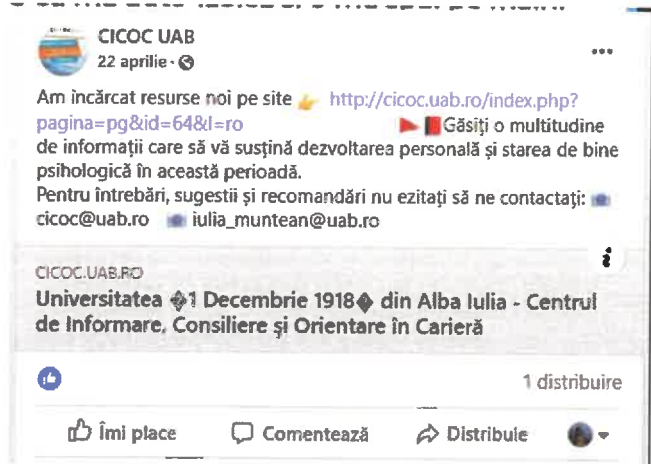 CICOC UAB
22 aprilie ·
Am încărcat resurse noi pe site 👉 http://cicoc.uab.ro/index.php?
pagina=pg&id=64&l=ro Găsiți o multitudine
de informații care să vă susțină dezvoltarea personală și starea de bine
psihologică în această perioadă.
Pentru întrebări, sugestii și recomandări nu ezitați să ne contactați: 📧
cicoc@uab.ro 📧 iulia_muntean@uab.ro
CICOC.UAB.RO
Universitatea �1 Decembrie 1918� din Alba Iulia - Centrul
de Informare, Consiliere și Orientare în Carieră
1 distribuire
Îmi place Comentează Distribuie